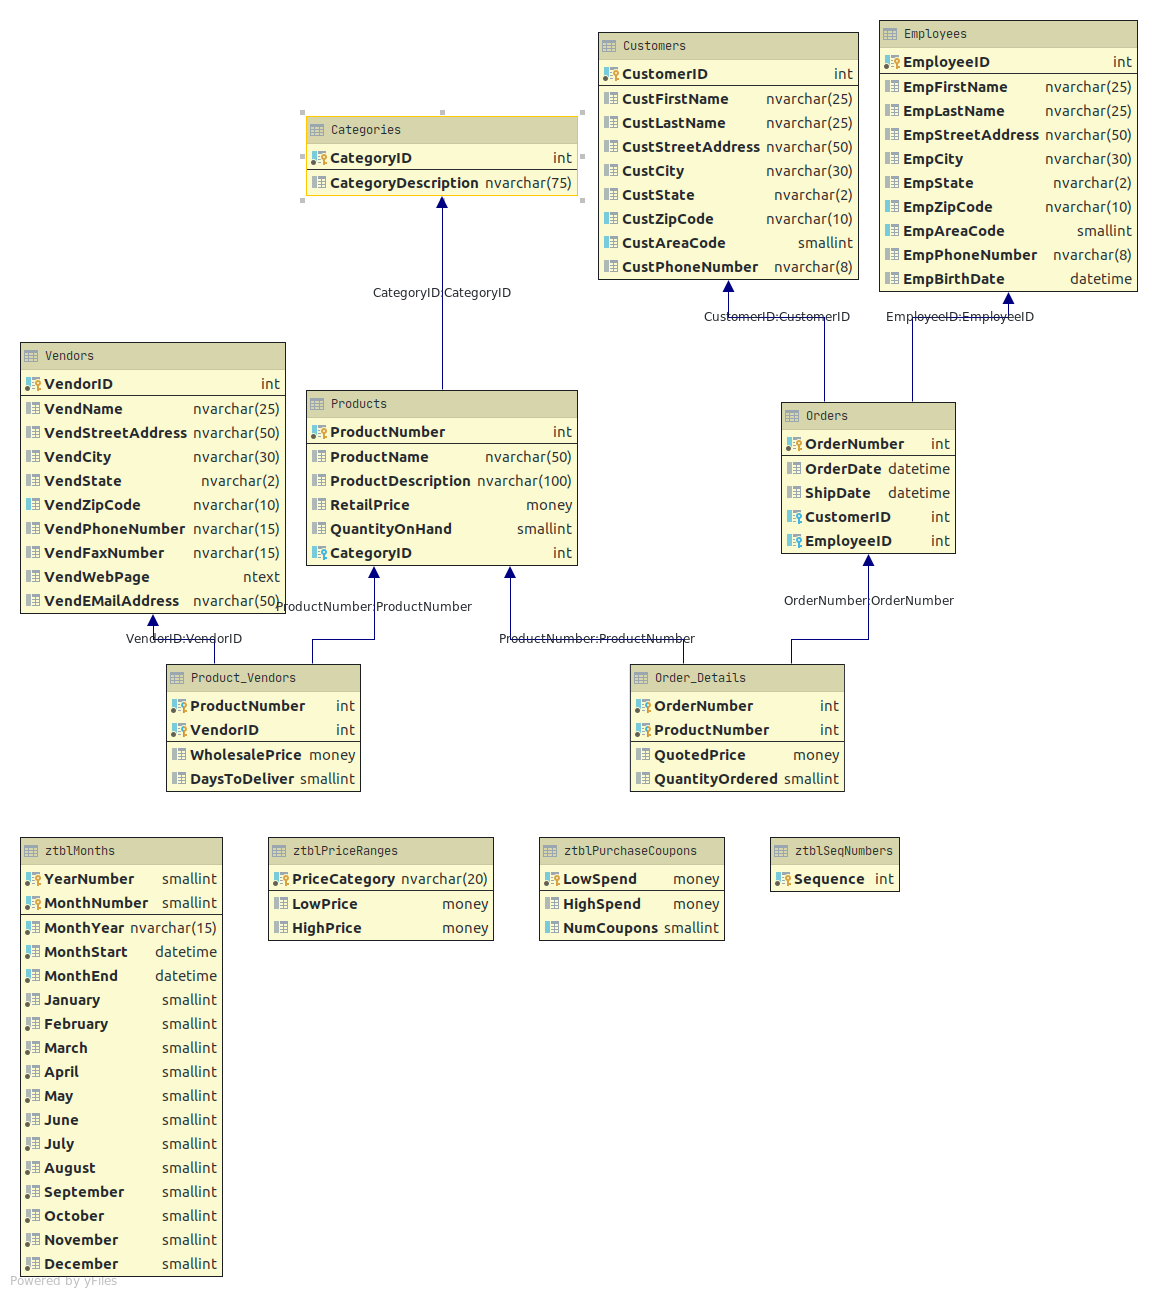 Customers
CustomerID int
CustFirstName nvarchar(25)
CustLastName nvarchar(25)
CustStreetAddress nvarchar(50)
CustCity nvarchar(30)
CustState nvarchar(2)
CustZipCode nvarchar(10)
CustAreaCode smallint
CustPhoneNumber nvarchar(8)
Employees
EmployeeID int
EmpFirstName nvarchar(25)
EmpLastName nvarchar(25)
EmpStreetAddress nvarchar(50)
EmpCity nvarchar(30)
EmpState nvarchar(2)
EmpZipCode nvarchar(10)
EmpAreaCode smallint
EmpPhoneNumber nvarchar(8)
EmpBirthDate datetime
Categories
CategoryID int
CategoryDescription nvarchar(75)
CategoryID:CategoryID
CustomerID:CustomerID
EmployeeID:EmployeeID
Vendors
VendorID int
VendName nvarchar(25)
VendStreetAddress nvarchar(50)
VendCity nvarchar(30)
VendState nvarchar(2)
VendZipCode nvarchar(10)
VendPhoneNumber nvarchar(15)
VendFaxNumber nvarchar(15)
VendWebPage ntext
VendEMailAddress nvarchar(50)
Products
ProductNumber int
ProductName nvarchar(50)
ProductDescription nvarchar(100)
RetailPrice money
QuantityOnHand smallint
CategoryID int
Orders
OrderNumber int
OrderDate datetime
ShipDate datetime
CustomerID int
EmployeeID int
ProductNumber:ProductNumber
OrderNumber:OrderNumber
VendorID:VendorID
ProductNumber:ProductNumber
Product_Vendors
ProductNumber int
VendorID int
WholesalePrice money
DaysToDeliver smallint
Order_Details
OrderNumber int
ProductNumber int
QuotedPrice money
QuantityOrdered smallint
ztblMonths
YearNumber smallint
MonthNumber smallint
MonthYear nvarchar(15)
MonthStart datetime
MonthEnd datetime
January smallint
February smallint
March smallint
April smallint
May smallint
June smallint
July smallint
August smallint
September smallint
October smallint
November smallint
December smallint
ztblPriceRanges
PriceCategory nvarchar(20)
LowPrice money
HighPrice money
ztblPurchaseCoupons
LowSpend money
HighSpend money
NumCoupons smallint
ztblSeqNumbers
Sequence int
Powered by yFiles